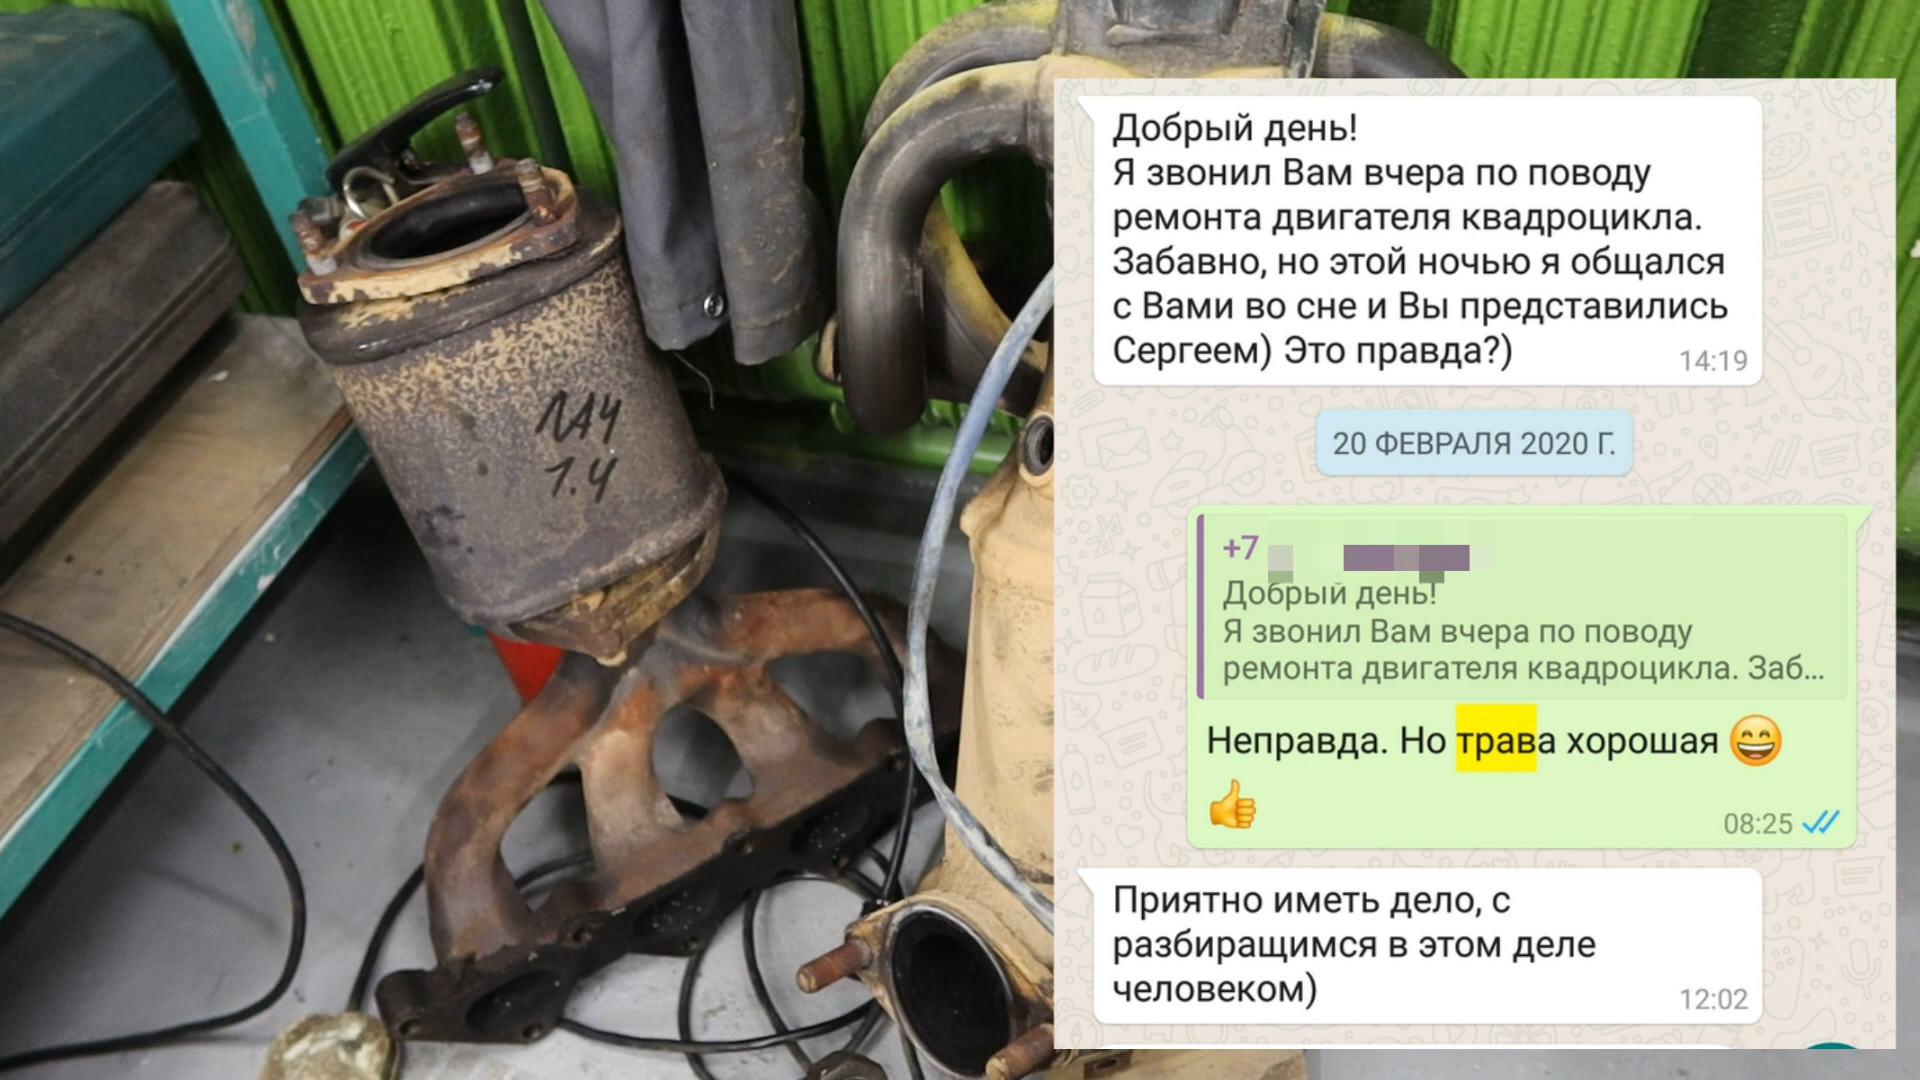 ЛАЧ
1.4
Добрый день!
Я звонил Вам вчера по поводу
ремонта двигателя квадроцикла.
Забавно, но этой ночью я общался
с Вами во сне и Вы представились
Сергеем) Это правда?)
14:19
20 ФЕВРАЛЯ 2020 Г.
+7
Добрый день!
Я звонил Вам вчера по поводу
ремонта двигателя квадроцикла. Заб...
Неправда. Но трава хорошая 😄
👍
08:25
Приятно иметь дело, с
разбиращимся в этом деле
человеком)
12:02